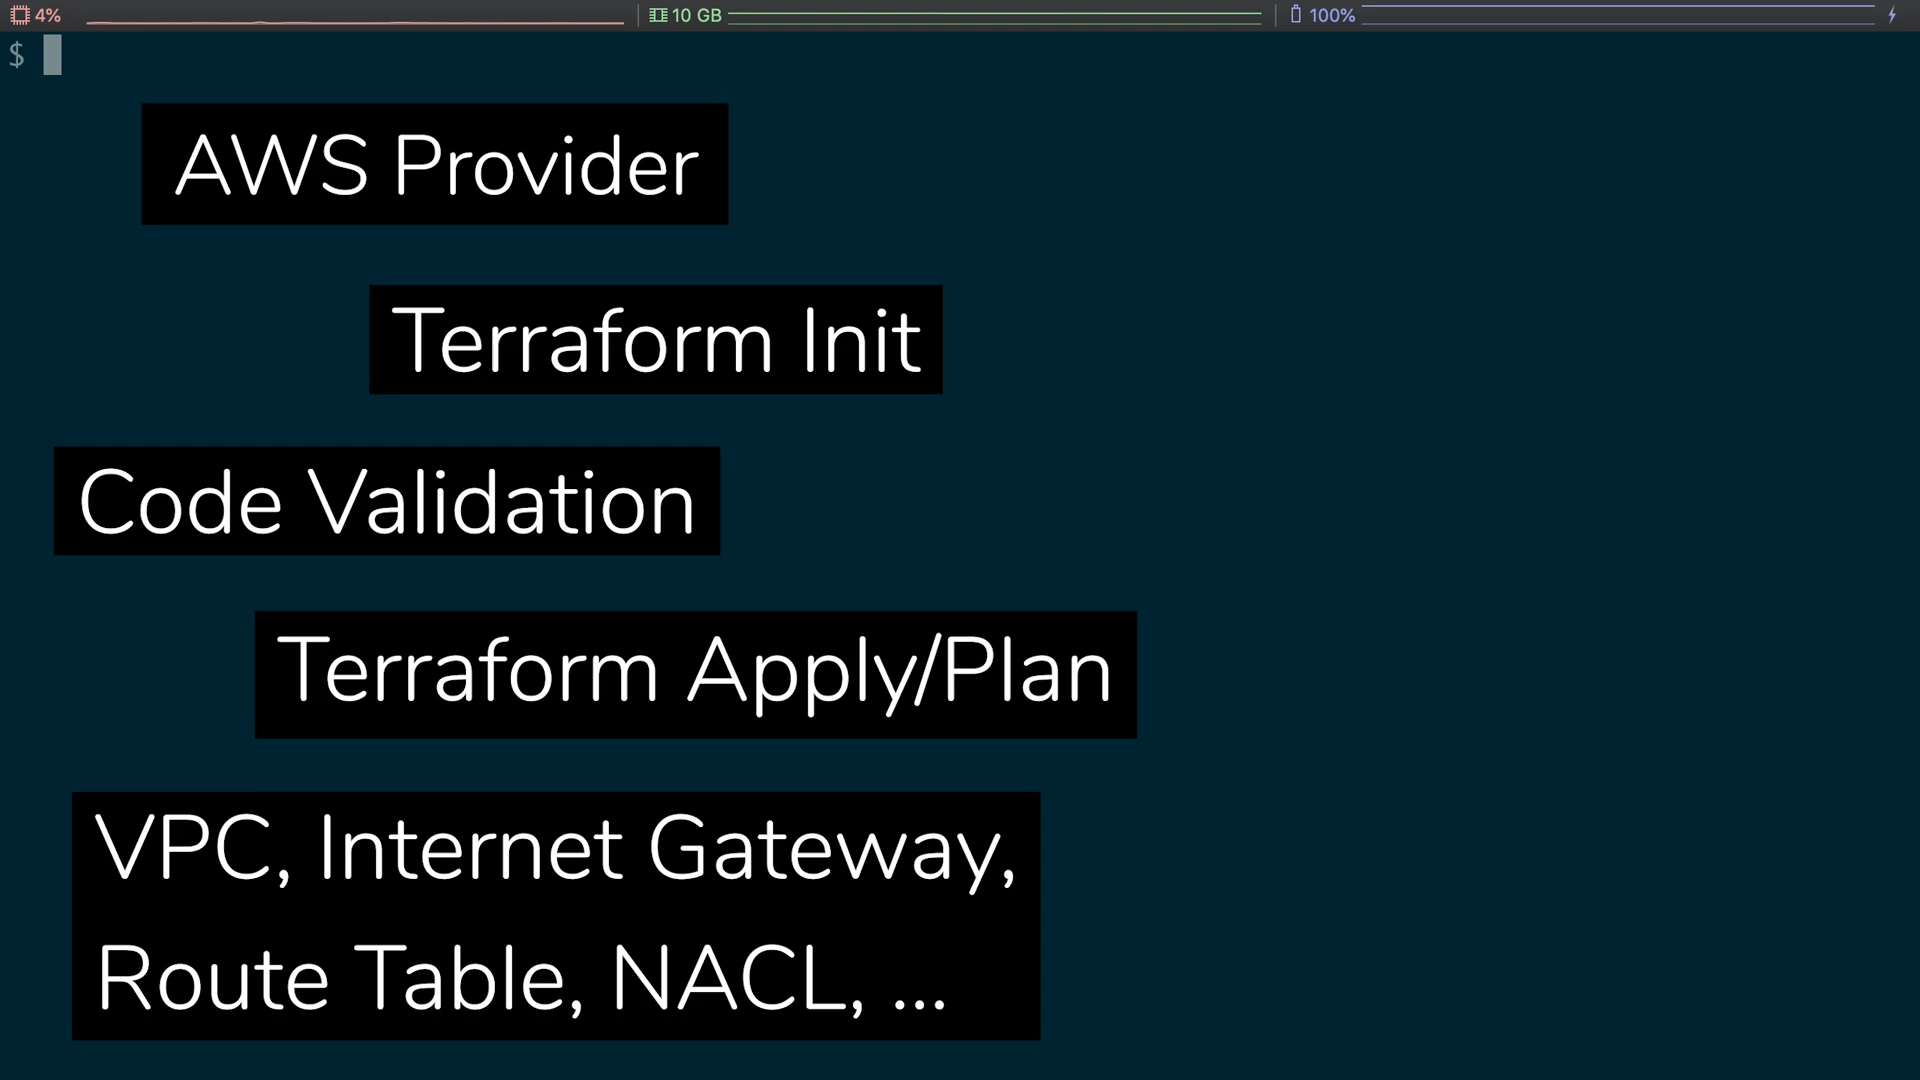 4%
10 GB
100%
$
AWS Provider
Terraform Init
Code Validation
Terraform Apply/Plan
VPC, Internet Gateway,
Route Table, NACL, ...